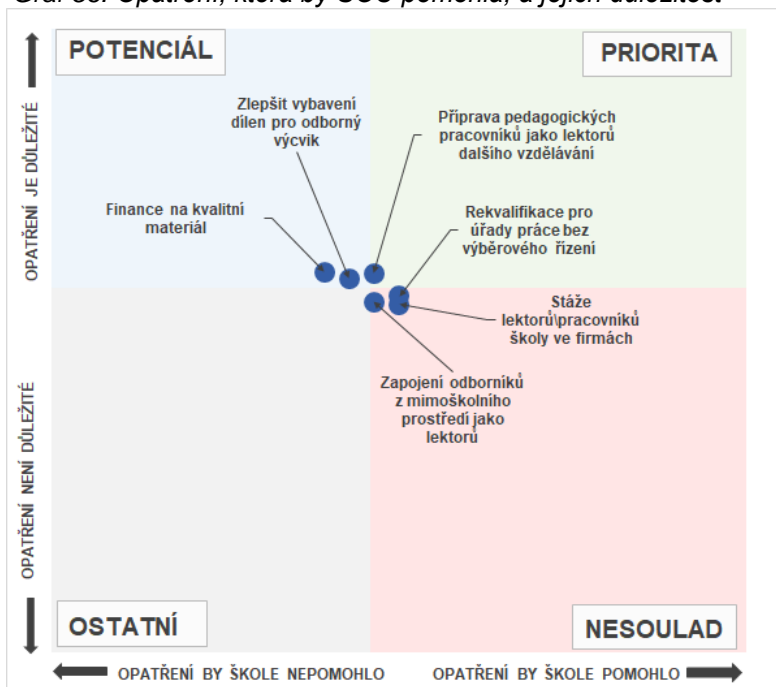 POTENCIÁL
PRIORITA
Zlepšit vybavení
dílen pro odborný
výcvik
Příprava pedagogických
pracovníků jako lektorů
dalšího vzdělávání
Finance na kvalitní
materiál
Rekvalifikace pro
úřady práce bez
výběrového řízení
Stáže
lektorů\pracovníků
školy ve firmách
Zapojení odborníků
z mimoškolního
prostředí jako
lektorů
OPATŘENÍ JE DŮLEŽITÉ
OPATŘENÍ NENÍ DŮLEŽITÉ
OSTATNÍ
NESOULAD
OPATŘENÍ BY ŠKOLE NEPOMOHLO
OPATŘENÍ BY ŠKOLE POMOHLO